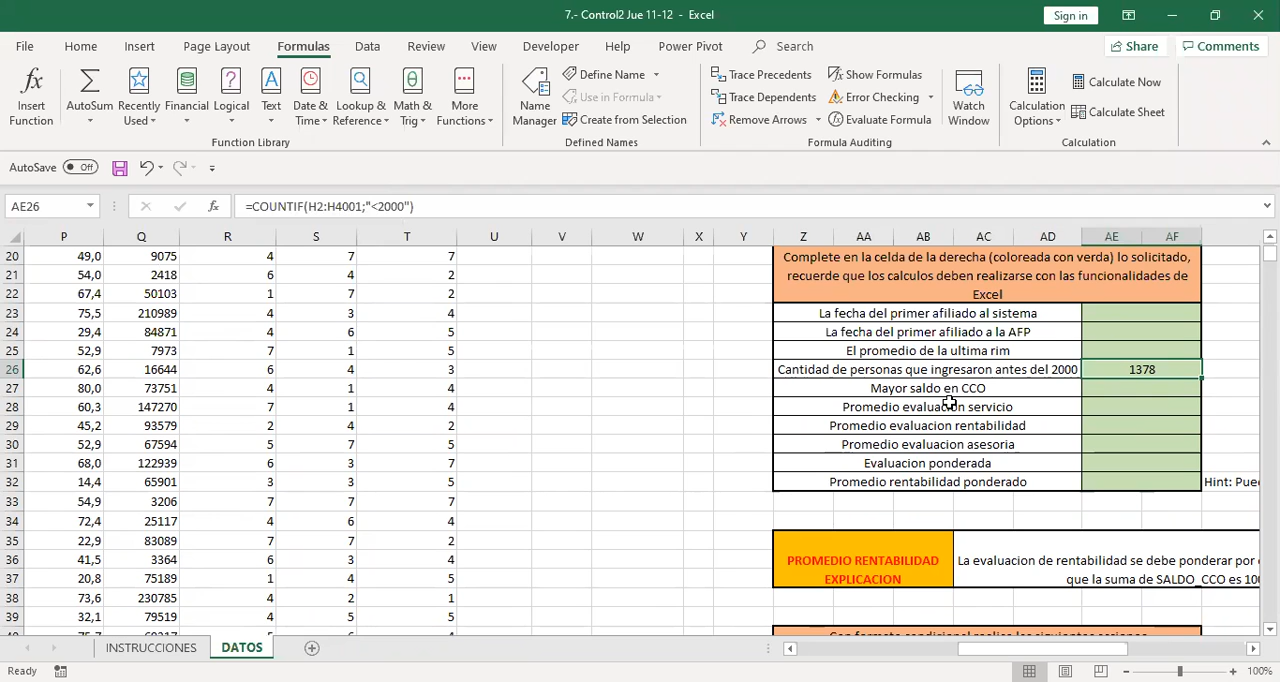 7.- Control2 Jue 11-12 - Excel
Sign in
File Home Insert Page Layout Formulas Data Review View Developer Help Power Pivot Search
Share Comments
Insert Function
AutoSum
Recently Used
Financial
Logical
Text
Date & Time
Lookup & Reference
Math & Trig
More Functions
Function Library
Name Manager
Define Name
Use in Formula
Create from Selection
Defined Names
Trace Precedents
Trace Dependents
Remove Arrows
Show Formulas
Error Checking
Evaluate Formula
Formula Auditing
Watch Window
Calculation Options
Calculate Now
Calculate Sheet
Calculation
AutoSave Off
AE26 fx =COUNTIF(H2:H4001;"<2000")
P Q R S T U V W X Y Z AA AB AC AD AE AF
20 49,0 9075 4 7 7
21 54,0 2418 6 4 2
22 67,4 50103 1 7 2
23 75,5 210989 4 3 4
24 29,4 84871 4 6 5
25 52,9 7973 7 1 5
26 62,6 16644 6 4 3
27 80,0 73751 4 1 4
28 60,3 147270 7 1 4
29 45,2 93579 2 4 2
30 52,9 67594 5 7 5
31 68,0 122939 6 3 7
32 14,4 65901 3 3 5
33 54,9 3206 7 7 7
34 72,4 25117 4 6 4
35 22,9 83089 7 7 2
36 41,5 3364 6 3 4
37 20,8 75189 1 4 5
38 73,6 230785 4 2 1
39 32,1 79519 4 5 5
Complete en la celda de la derecha (coloreada con verda) lo solicitado,
recuerde que los calculos deben realizarse con las funcionalidades de
Excel
La fecha del primer afiliado al sistema
La fecha del primer afiliado a la AFP
El promedio de la ultima rim
Cantidad de personas que ingresaron antes del 2000 1378
Mayor saldo en CCO
Promedio evaluacion servicio
Promedio evaluacion rentabilidad
Promedio evaluacion asesoria
Evaluacion ponderada
Promedio rentabilidad ponderado Hint:
PROMEDIO RENTABILIDAD
EXPLICACION
La evaluacion de rentabilidad se debe ponderar por
que la suma de SALDO_CCO es
INSTRUCCIONES DATOS
Ready
100%